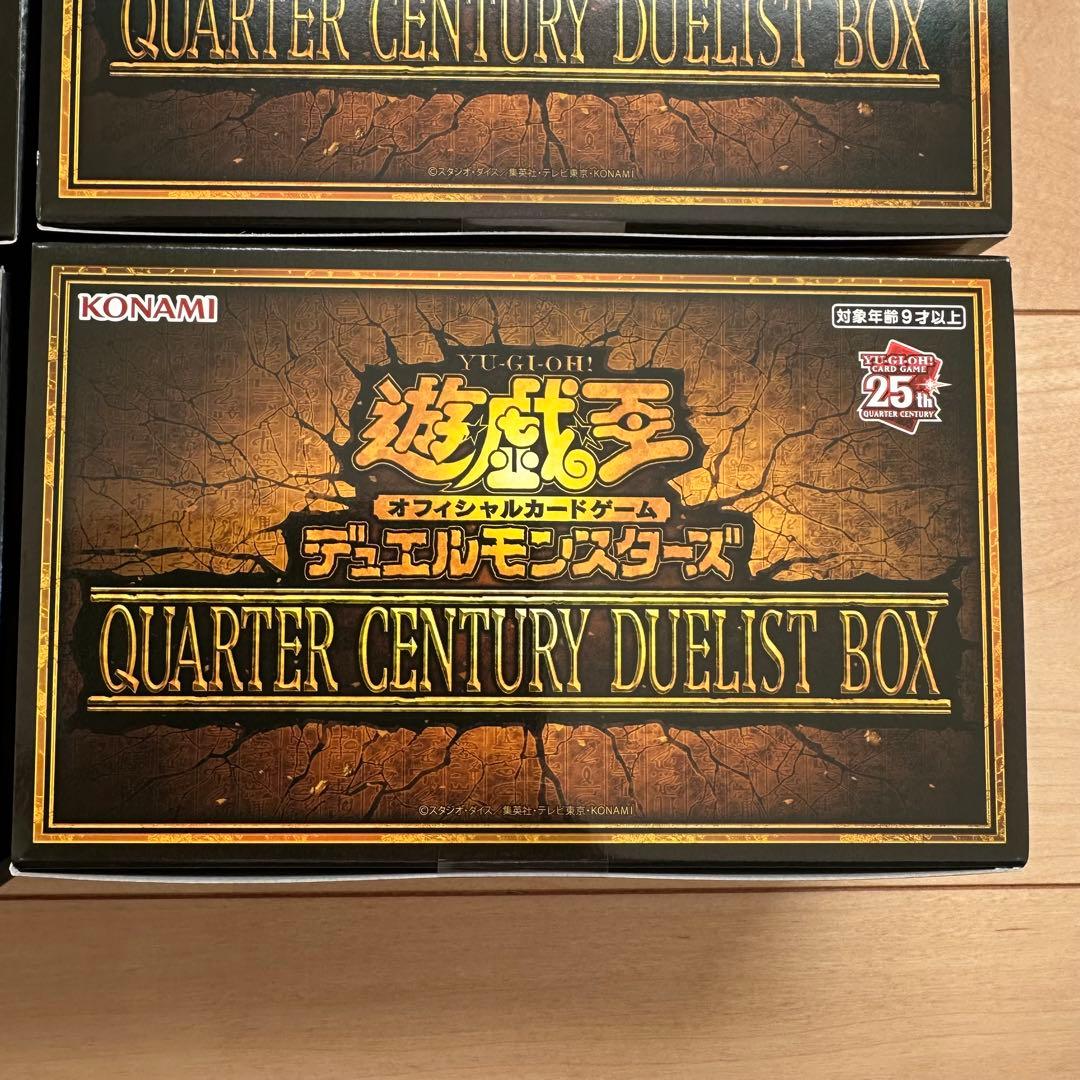 QUARTER CENTURY DUELIST BOX
©スタジオ・ダイス／集英社・テレビ東京・KONAMI
KONAMI
対象年齢9才以上
YU-GI-OH!
CARD GAME
25th
QUARTER CENTURY
YU-GI-OH!
遊戯王
オフィシャルカードゲーム
デュエルモンスターズ
QUARTER CENTURY DUELIST BOX
©スタジオ・ダイス／集英社・テレビ東京・KONAMI